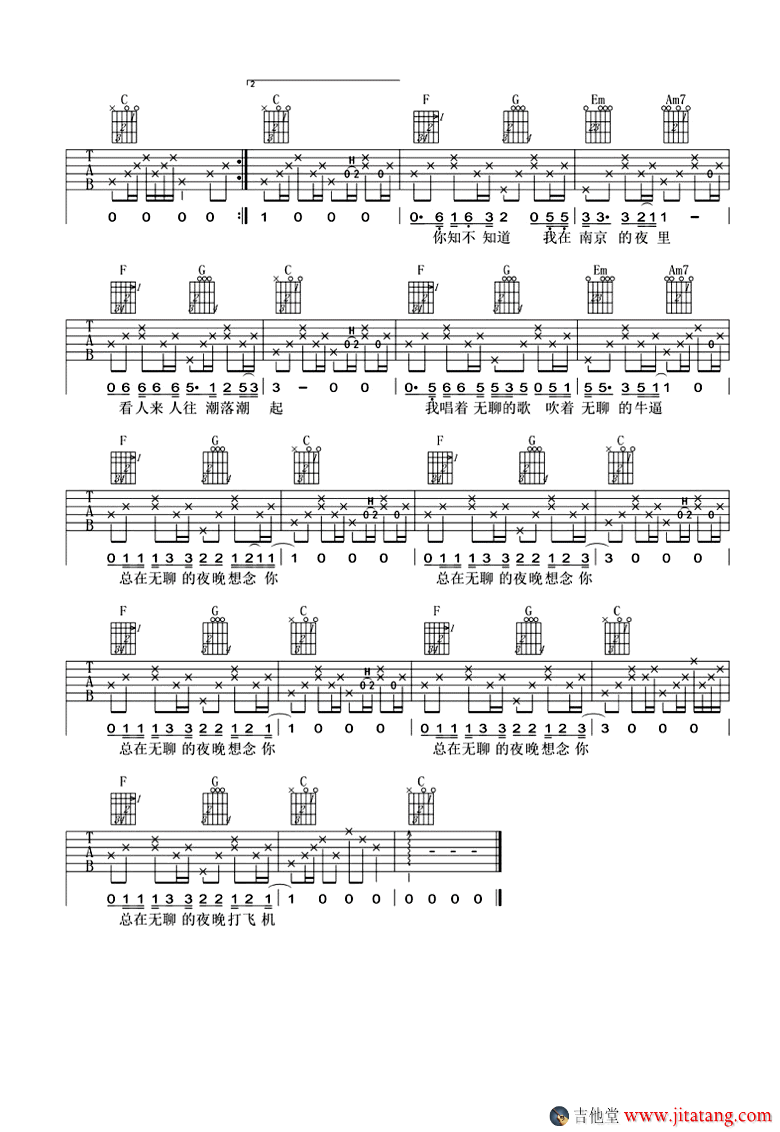 2
C C F G Em Am7
T A B H 0 2 0 0
0 0 0 0 :‖ 1 0 0 0 | 0· 6 1 6 3 2 0 5 5 | 3 3· 3 2 1 1 1 – |
你知不 知道 我在 南京 的夜 里
F G C F G Em Am7
T A B H 0 2 0 0
0 6 6 6 6 6 5· 1 2 5 3 | 3 – 0 0 | 0· 5 6 6 5 5 3 5 0 5 1 | 5 5· 3 5 1 1 1 0 |
看人来 人往 潮落潮 起 我唱着 无聊的歌 吹着 无聊 的牛逼
F G C F G C
T A B H 0 2 0 H 0 2 0
0 1 1 1 3 3 2 2 1 2 1 1 | 1 0 0 0 | 0 1 1 1 3 3 2 2 1 2 3 | 3 0 0 0 |
总在无聊 的夜晚想念 你 总在无聊 的夜晚想念 你
F G C F G C
T A B H 0 2 0
0 1 1 1 3 3 2 2 1 2 1 | 1 0 0 0 | 0 1 1 1 3 3 2 2 1 2 3 | 3 0 0 0 |
总在无聊 的夜晚想念 你 总在无聊 的夜晚想念 你
F G C C
T A B
0 1 1 1 3 3 2 2 1 2 1 | 1 0 0 0 | 0 0 0 0 ‖
总在无聊 的夜晚打飞 机
吉他堂 www.jitatang.com